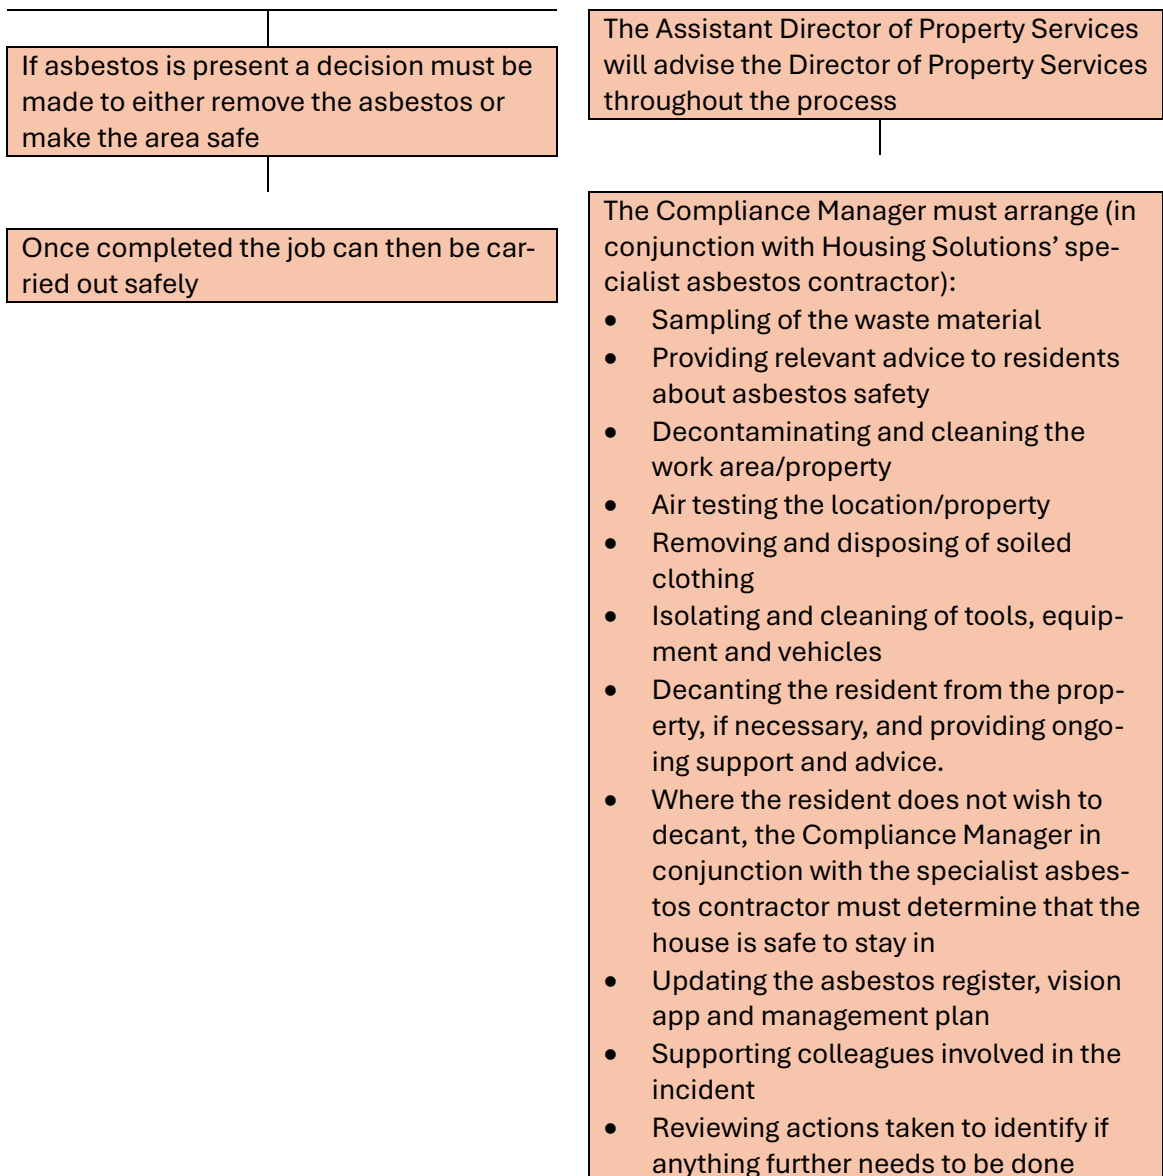 If asbestos is present a decision must be
made to either remove the asbestos or
make the area safe
Once completed the job can then be car-
ried out safely
The Assistant Director of Property Services
will advise the Director of Property Services
throughout the process
The Compliance Manager must arrange (in
conjunction with Housing Solutions’ spe-
cialist asbestos contractor):
• Sampling of the waste material
• Providing relevant advice to residents
about asbestos safety
• Decontaminating and cleaning the
work area/property
• Air testing the location/property
• Removing and disposing of soiled
clothing
• Isolating and cleaning of tools, equip-
ment and vehicles
• Decanting the resident from the prop-
erty, if necessary, and providing ongo-
ing support and advice.
• Where the resident does not wish to
decant, the Compliance Manager in
conjunction with the specialist asbes-
tos contractor must determine that the
house is safe to stay in
• Updating the asbestos register, vision
app and management plan
• Supporting colleagues involved in the
incident
• Reviewing actions taken to identify if
anything further needs to be done